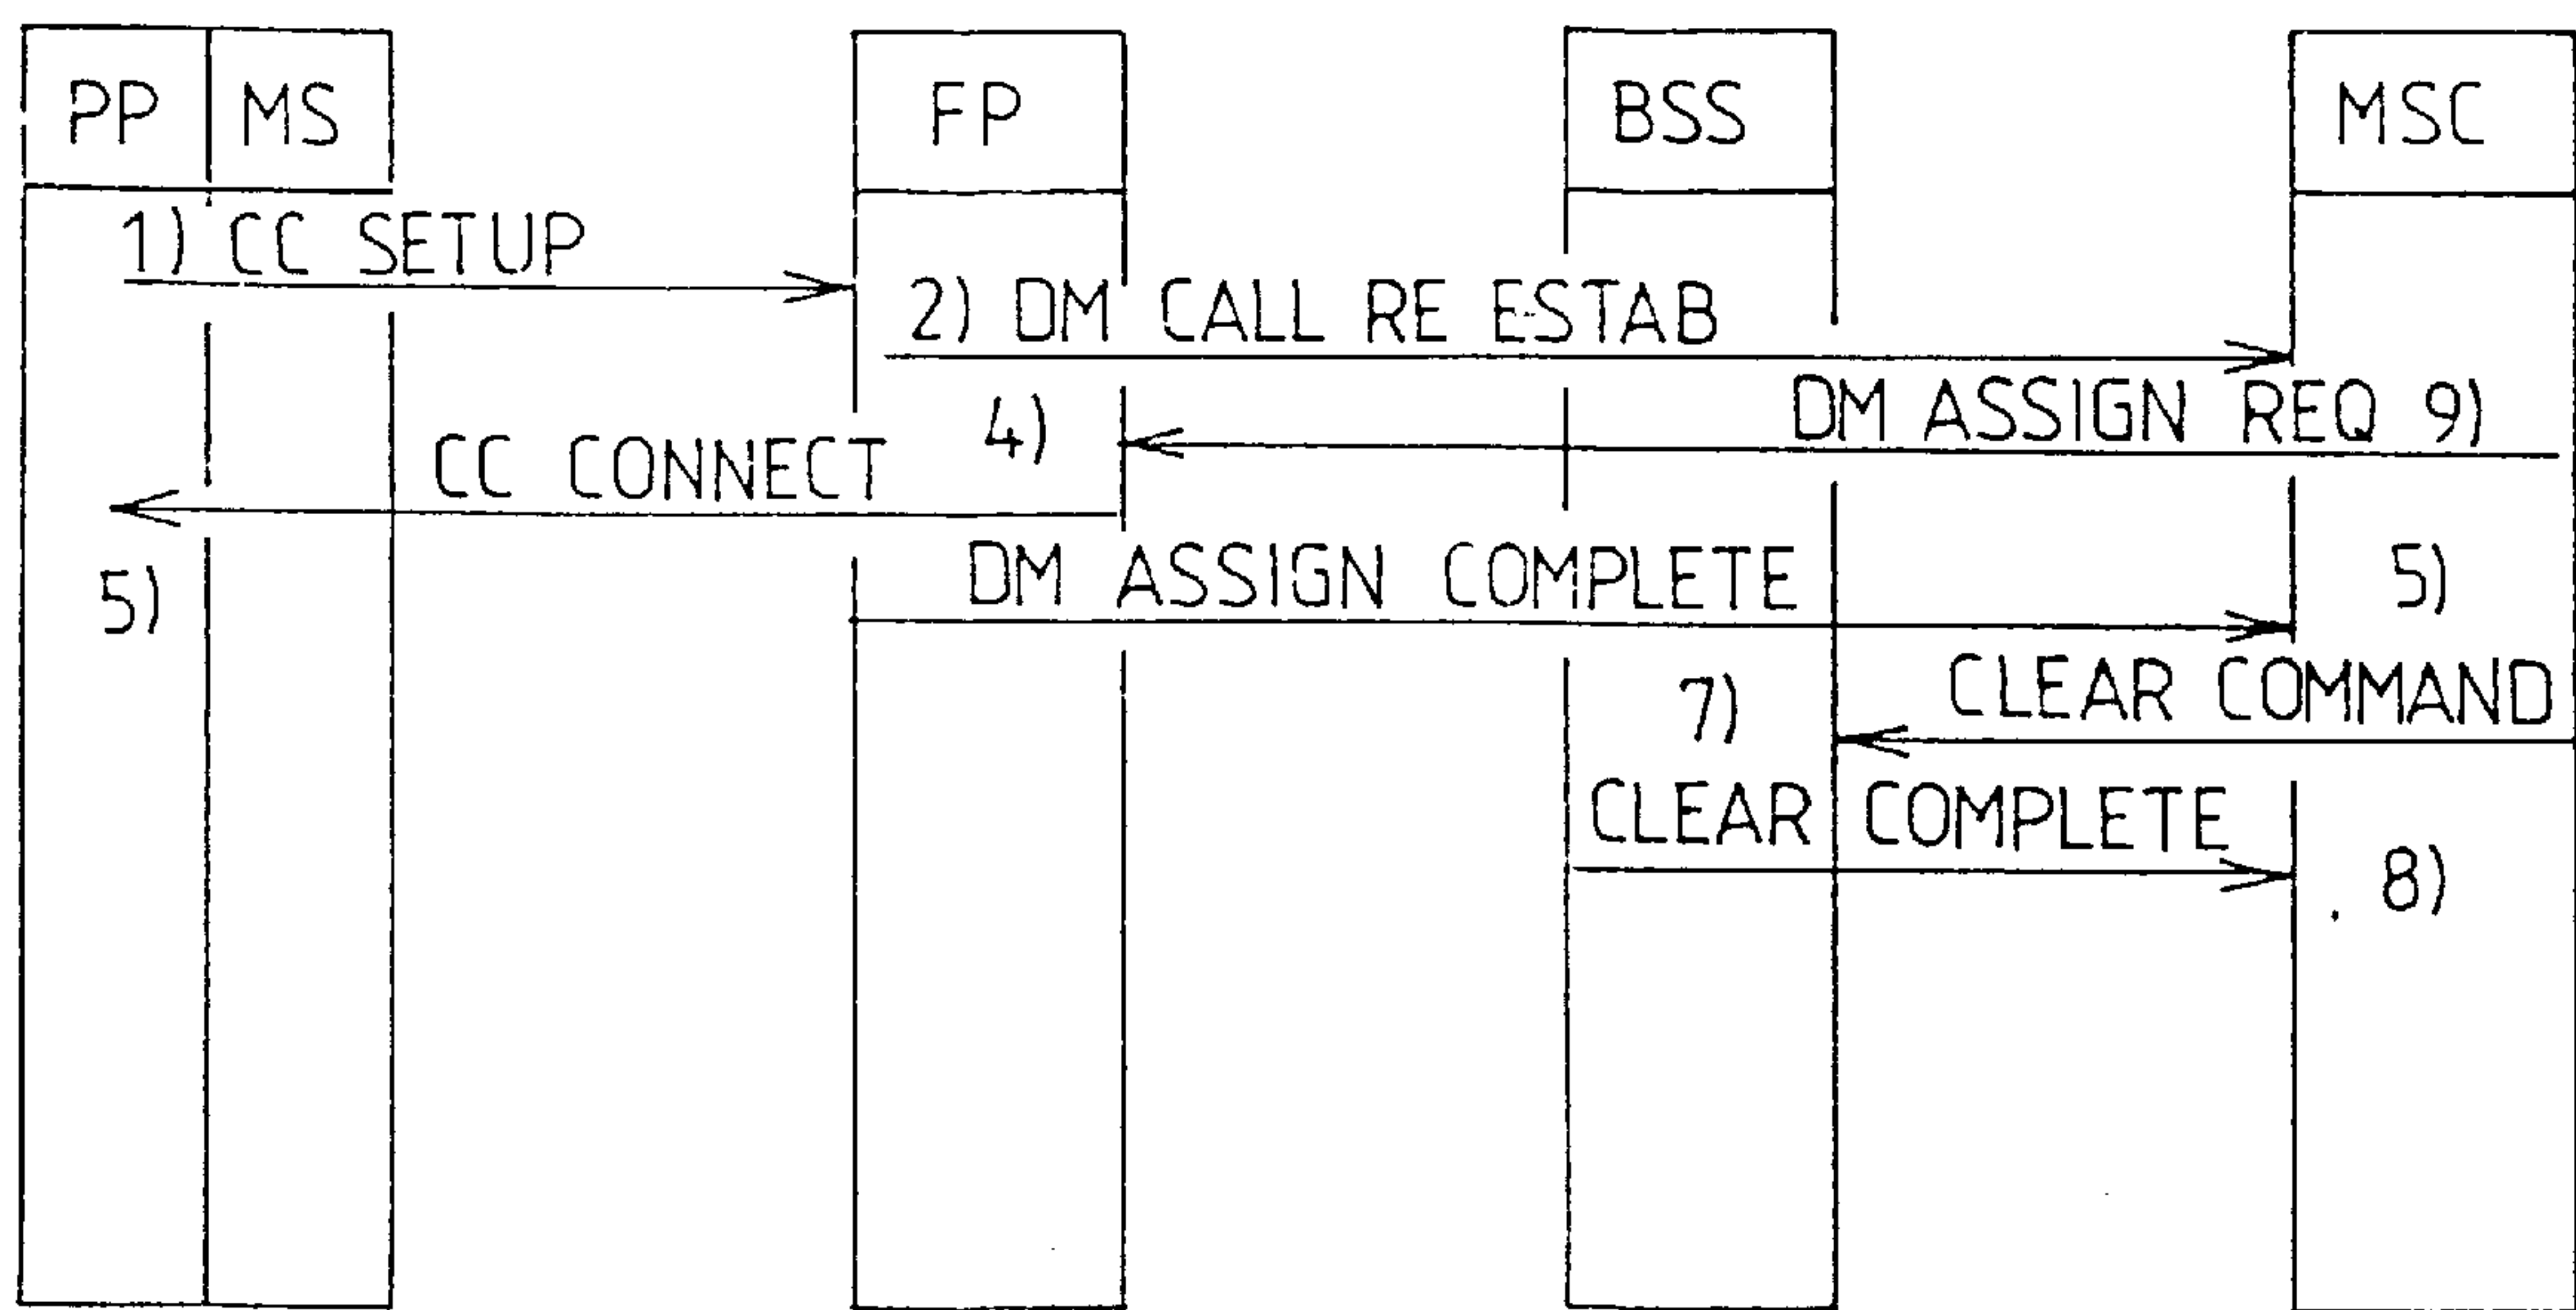 PP MS FP BSS MSC
1) CC SETUP
2) DM CALL RE ESTAB
DM ASSIGN REQ 9)
4)
CC CONNECT
DM ASSIGN COMPLETE
5)
5)
CLEAR COMMAND
7)
CLEAR COMPLETE
8)